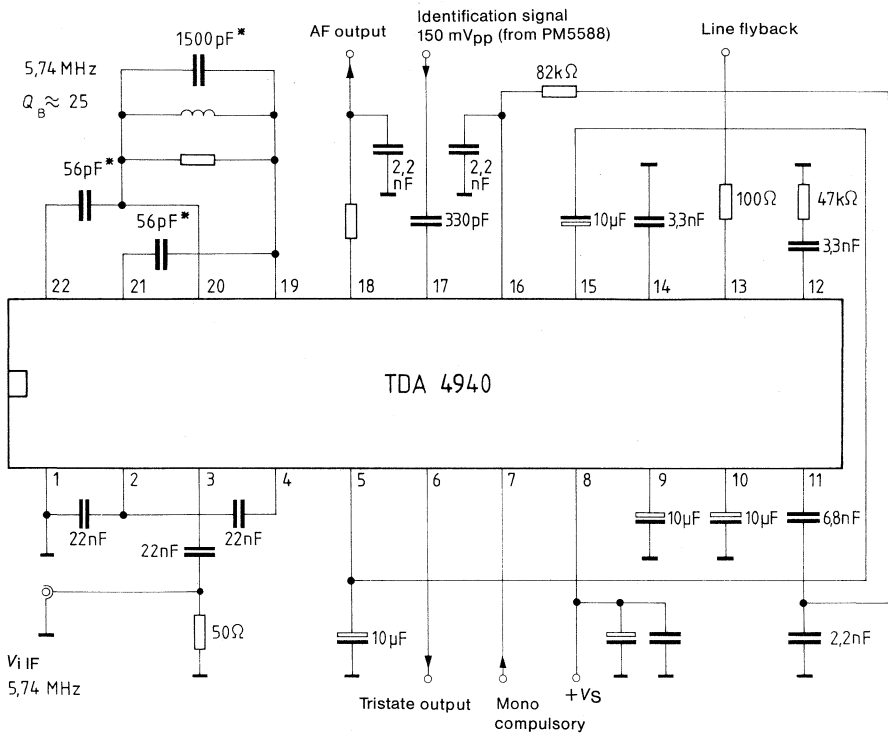 1500pF*
5,74 MHz
Q_B ≈ 25
56pF*
56pF*
AF output
Identification signal
150 mVpp (from PM5588)
Line flyback
82kΩ
2,2
nF
2,2
nF
330pF
10µF
3,3nF
100Ω
47kΩ
3,3nF
22 21 20 19 18 17 16 15 14 13 12
TDA 4940
1 2 3 4 5 6 7 8 9 10 11
22nF
22nF
22nF
10µF
10µF
6,8nF
50Ω
10µF
2,2nF
Vi IF
5,74 MHz
Tristate output
Mono
compulsory
+VS